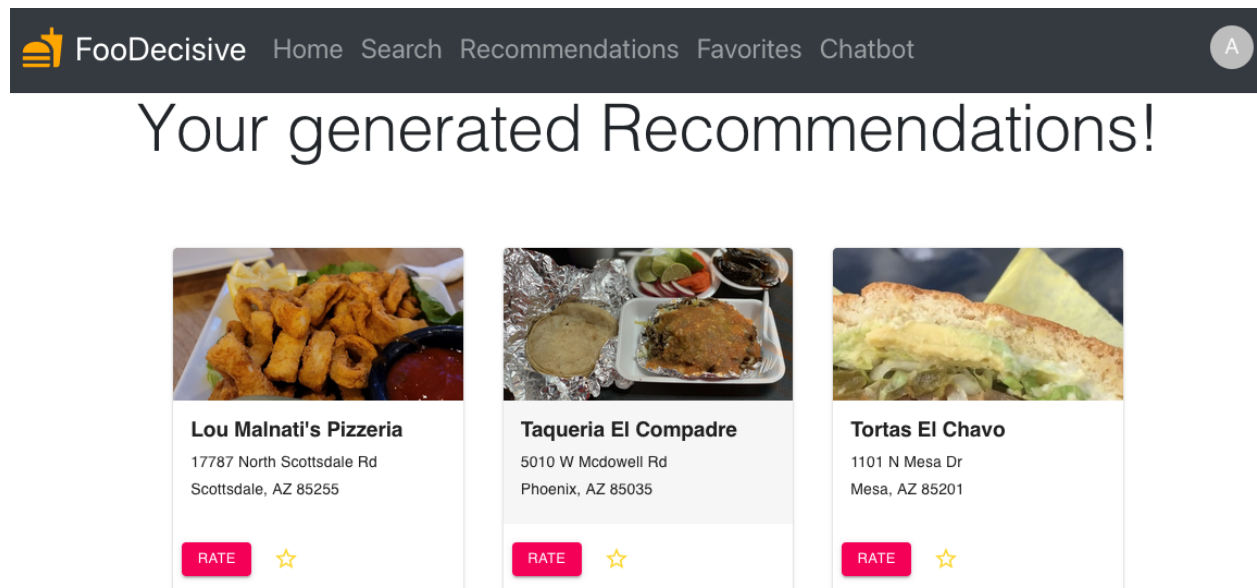 FooDecisive Home Search Recommendations Favorites Chatbot A
Your generated Recommendations!
Lou Malnati's Pizzeria
17787 North Scottsdale Rd
Scottsdale, AZ 85255
RATE
Taqueria El Compadre
5010 W Mcdowell Rd
Phoenix, AZ 85035
RATE
Tortas El Chavo
1101 N Mesa Dr
Mesa, AZ 85201
RATE